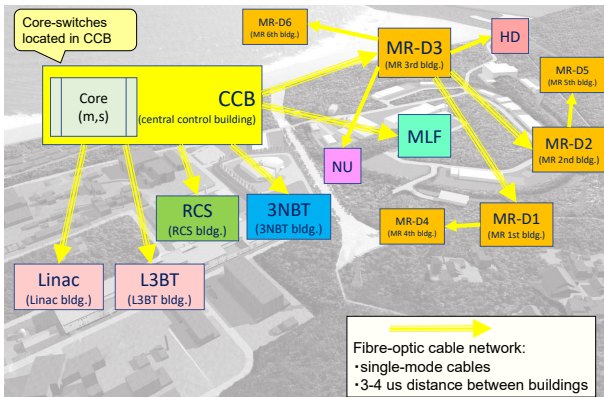 Core-switches
located in CCB
MR-D6
(MR 6th bldg.)
MR-D3
(MR 3rd bldg.)
HD
MR-D5
(MR 5th bldg.)
Core
(m,s)
CCB
(central control building)
MLF
MR-D2
(MR 2nd bldg.)
NU
RCS
(RCS bldg.)
3NBT
(3NBT bldg.)
MR-D4
(MR 4th bldg.)
MR-D1
(MR 1st bldg.)
Linac
(Linac bldg.)
L3BT
(L3BT bldg.)
Fibre-optic cable network:
・single-mode cables
・3-4 us distance between buildings